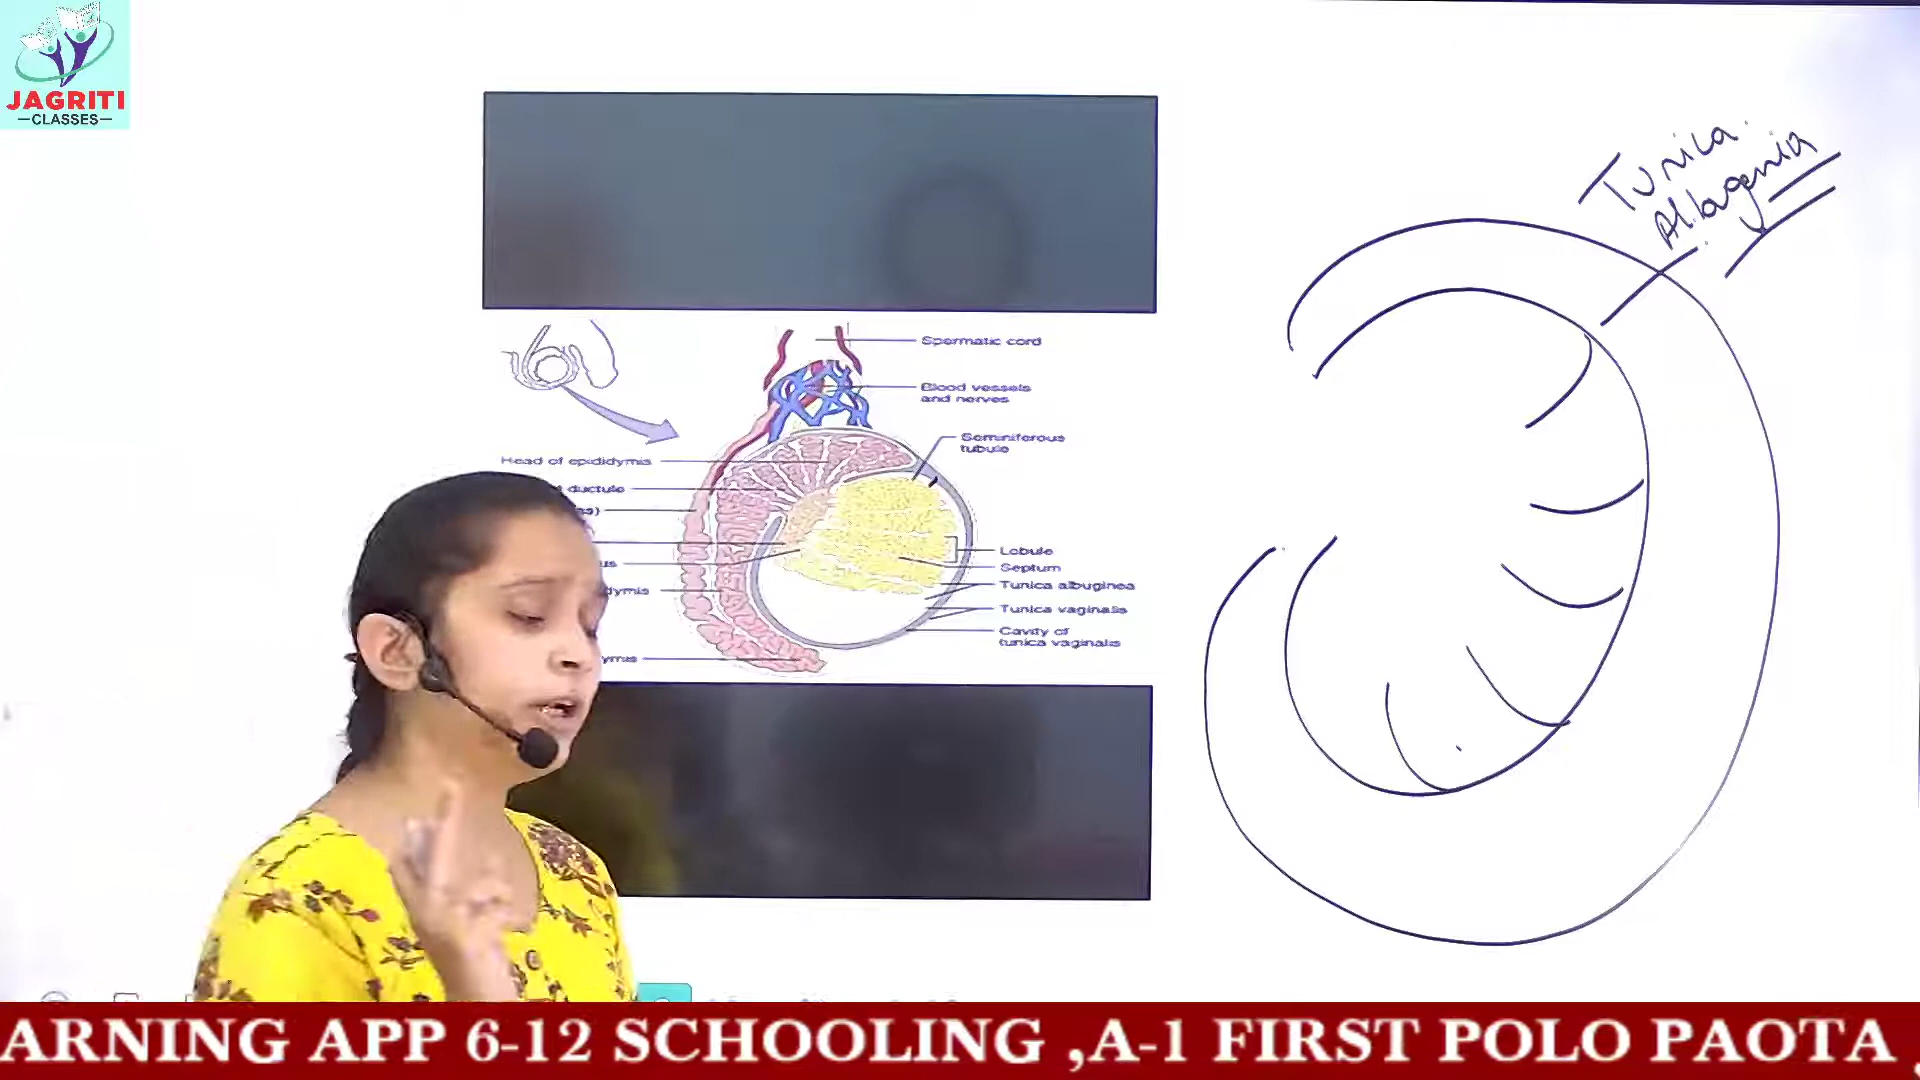 JAGRITI
—CLASSES—
Tunica
Albagenia
Spermatic cord
Blood vessels
and nerves
Seminiferous
tubule
Head of epididymis
ductule
Lobule
Septum
Tunica albuginea
Tunica vaginalis
Cavity of
tunica vaginalis
ARNING APP 6-12 SCHOOLING ,A-1 FIRST POLO PAOTA ,